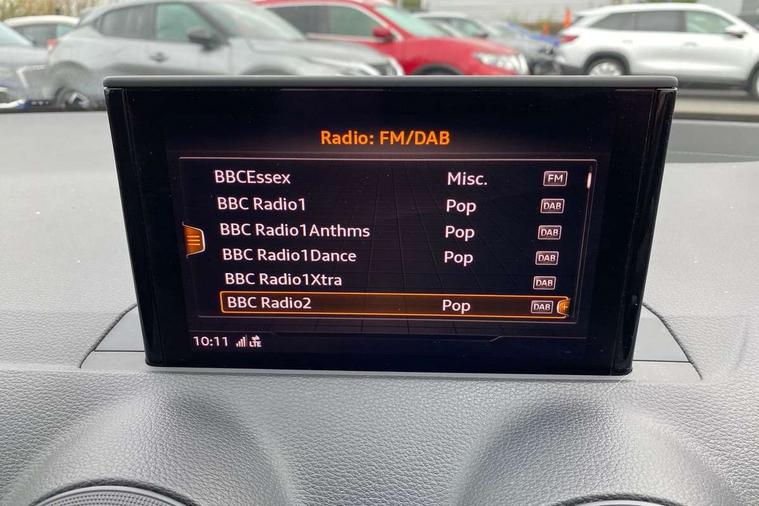 Radio: FM/DAB
BBCEssex Misc. FM
BBC Radio1 Pop DAB
BBC Radio1Anthms Pop DAB
BBC Radio1Dance Pop DAB
BBC Radio1Xtra DAB
BBC Radio2 Pop DAB
10:11 LTE